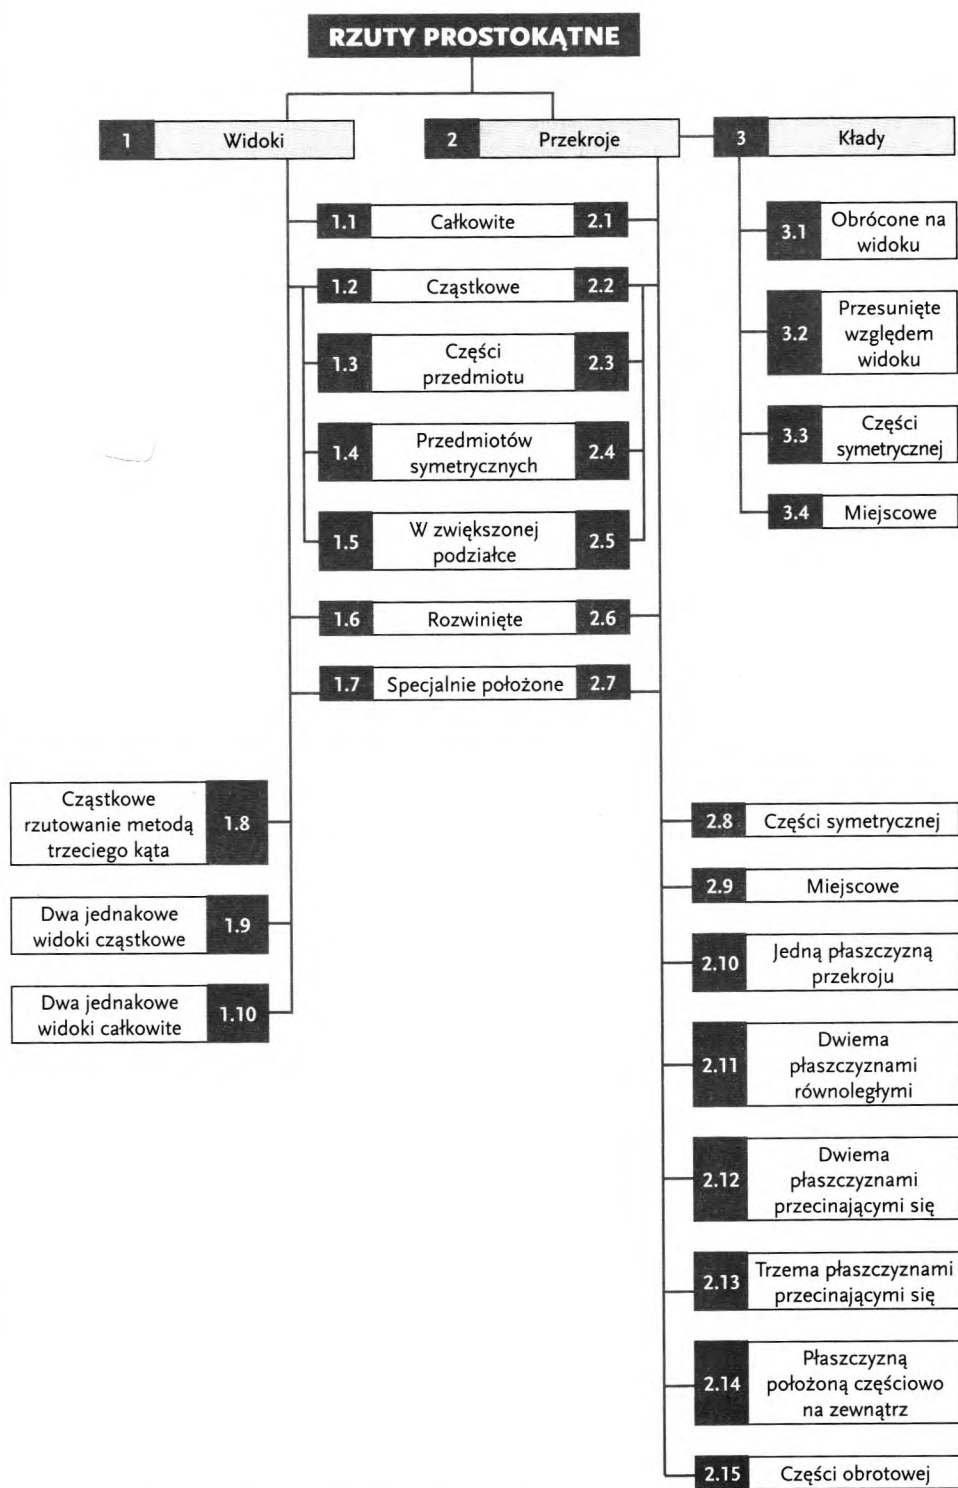 RZUTY PROSTOKĄTNE
1 Widoki
2 Przekroje
3 Kłady
1.1 Całkowite 2.1
1.2 Cząstkowe 2.2
1.3 Części
przedmiotu 2.3
1.4 Przedmiotów
symetrycznych 2.4
1.5 W zwiększonej
podziałce 2.5
1.6 Rozwinięte 2.6
1.7 Specjalnie położone 2.7
3.1 Obrócone na
widoku
3.2 Przesunięte
względem
widoku
3.3 Części
symetrycznej
3.4 Miejscowe
Cząstkowe
rzutowanie metodą
trzeciego kąta 1.8
Dwa jednakowe
widoki cząstkowe 1.9
Dwa jednakowe
widoki całkowite 1.10
2.8 Części symetrycznej
2.9 Miejscowe
2.10 Jedną płaszczyzną
przekroju
2.11 Dwiema
płaszczyznami
równoległymi
2.12 Dwiema
płaszczyznami
przecinającymi się
2.13 Trzema płaszczyznami
przecinającymi się
2.14 Płaszczyzną
położoną częściowo
na zewnątrz
2.15 Części obrotowej